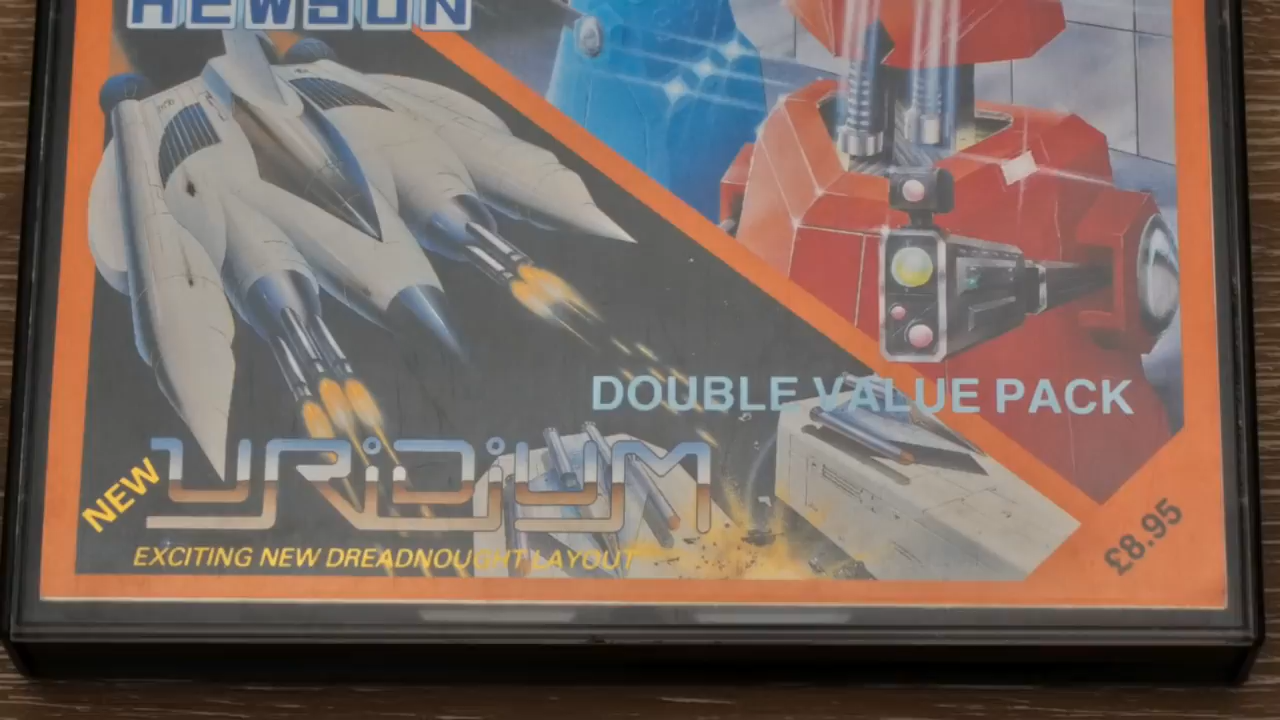 HEWSON
DOUBLE VALUE PACK
NEW
URiDiUM
EXCITING NEW DREADNOUGHT LAYOUT
£8.95